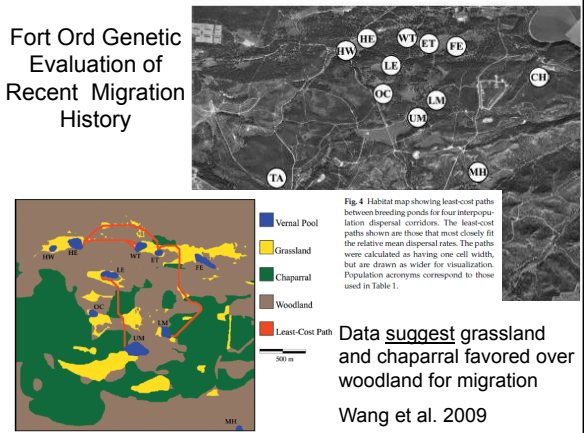 Fort Ord Genetic
Evaluation of
Recent Migration
History
HE
WT
ET
FE
HW
LE
CH
OC
LM
UM
TA
MH
Fig. 4 Habitat map showing least-cost paths
between breeding ponds for four interpopu-
lation dispersal corridors. The least-cost
paths shown are those that most closely fit
the relative mean dispersal rates. The paths
were calculated as having one cell width,
but are drawn as wider for visualization.
Population acronyms correspond to those
used in Table 1.
HW
HE
WT
ET
FE
LE
OC
LM
UM
MH
Vernal Pool
Grassland
Chaparral
Woodland
Least-Cost Path
500 m
Data suggest grassland
and chaparral favored over
woodland for migration
Wang et al. 2009